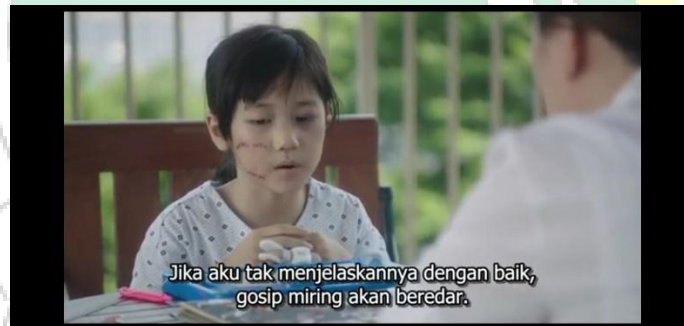 Jika aku tak menjelaskannya dengan baik,
gosip miring akan beredar.